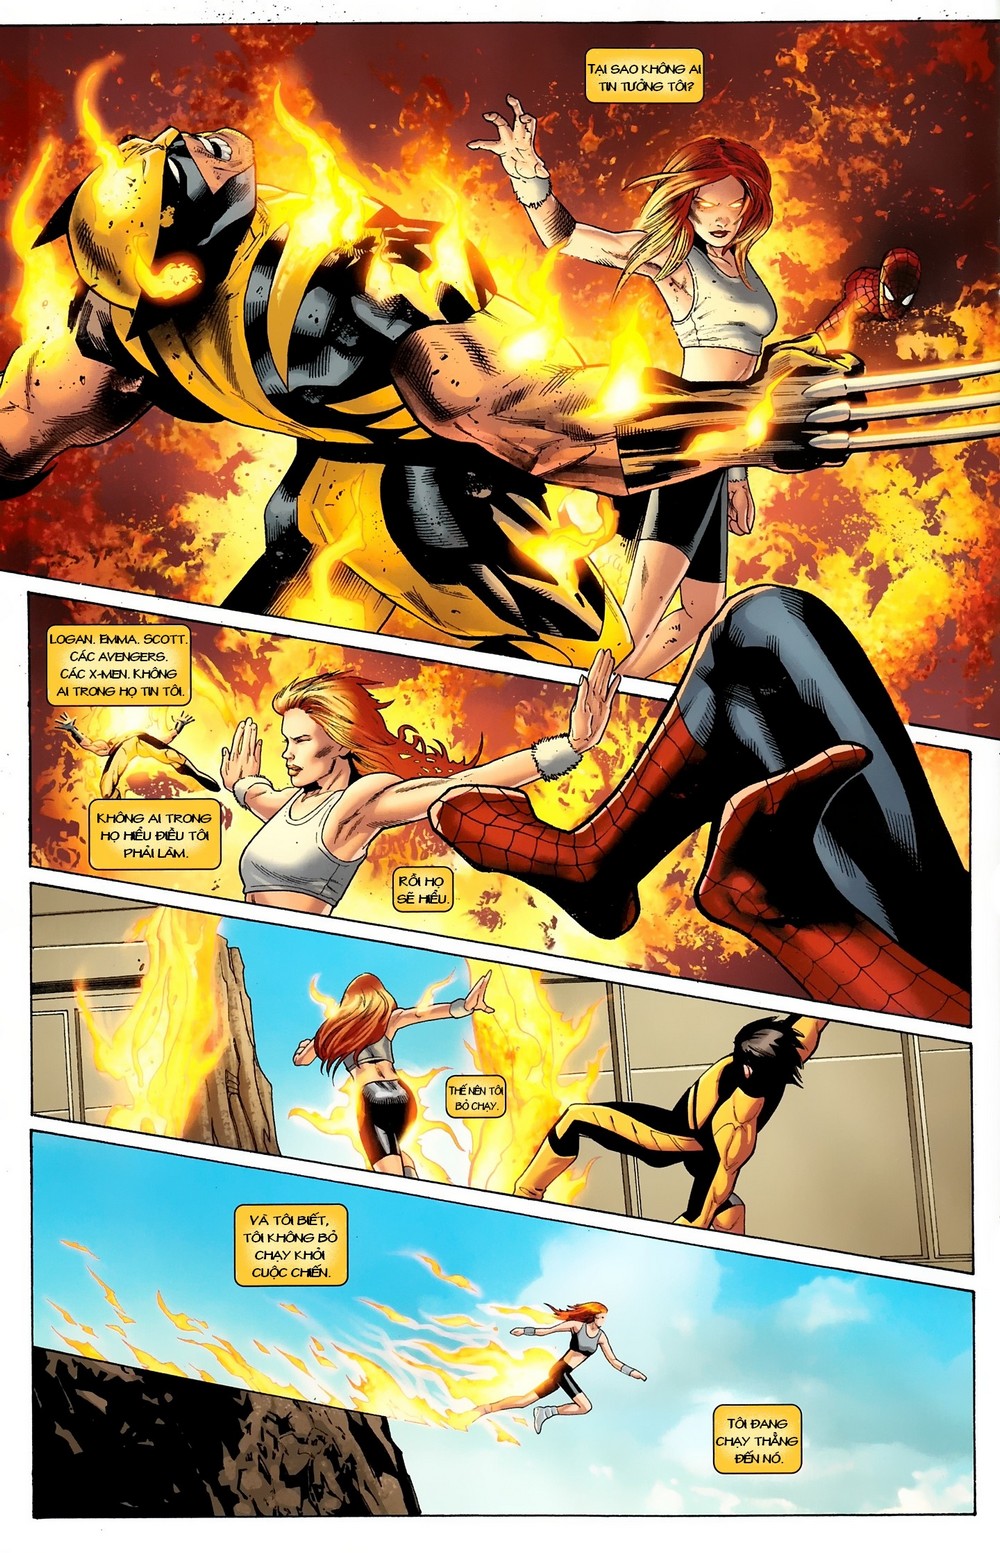 TẠI SAO KHÔNG AI
TIN TƯỞNG TÔI?
LOGAN. EMMA. SCOTT.
CÁC AVENGERS.
CÁC X-MEN. KHÔNG
AI TRONG HỌ TIN TÔI.
KHÔNG AI TRONG
HỌ HIỂU ĐIỀU TÔI
PHẢI LÀM.
RỒI HỌ
SẼ HIỂU.
THẾ NÊN TÔI
BỎ CHẠY.
VÀ TÔI BIẾT,
TÔI KHÔNG BỎ
CHẠY KHỎI
CUỘC CHIẾN.
TÔI ĐANG
CHẠY THẲNG
ĐẾN NÓ.